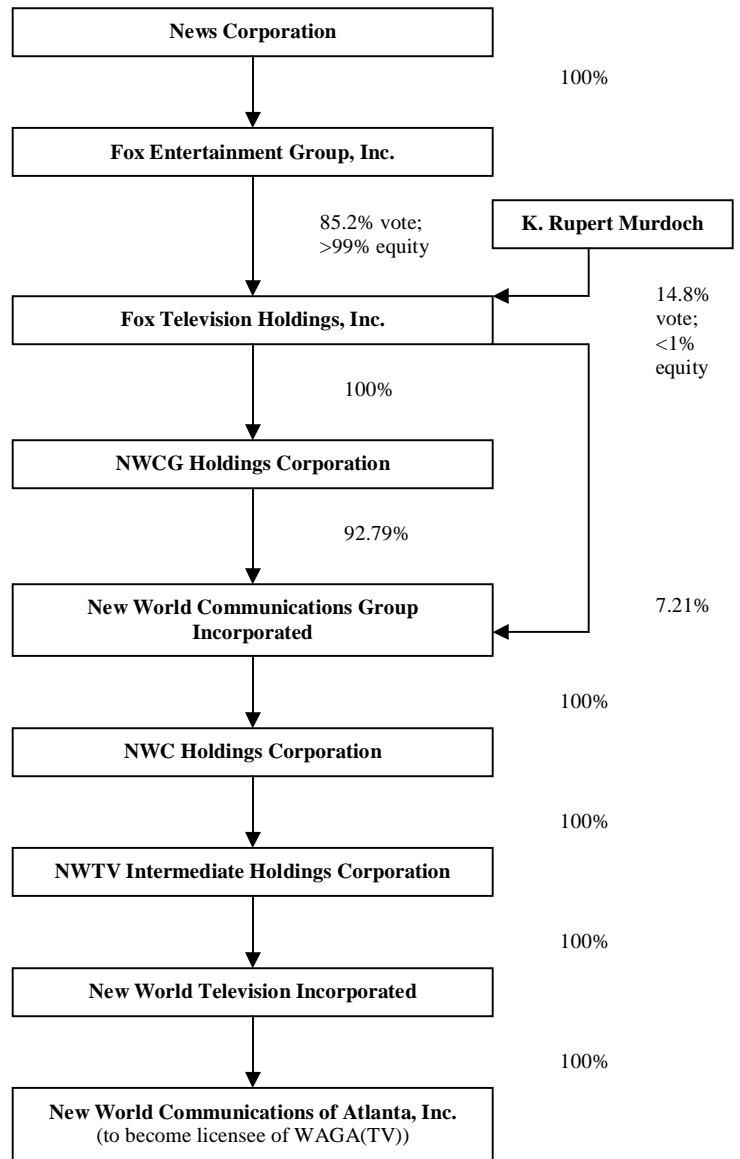 News Corporation
100%
Fox Entertainment Group, Inc.
85.2% vote;
>99% equity
K. Rupert Murdoch
Fox Television Holdings, Inc.
14.8%
vote;
<1%
equity
100%
NWCG Holdings Corporation
92.79%
New World Communications Group
Incorporated
7.21%
100%
NWC Holdings Corporation
100%
NWTV Intermediate Holdings Corporation
100%
New World Television Incorporated
100%
New World Communications of Atlanta, Inc.
(to become licensee of WAGA(TV))